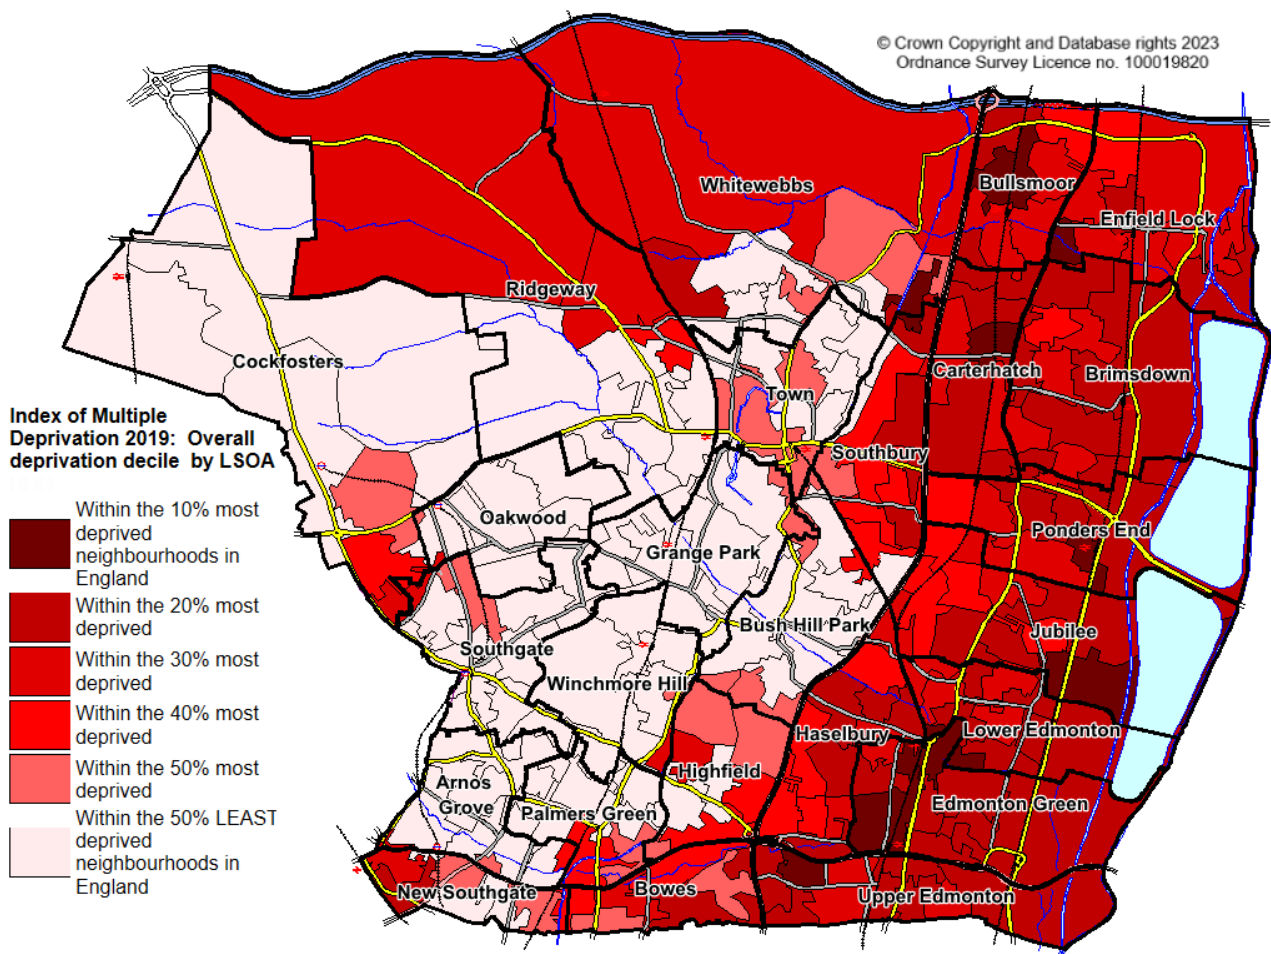 © Crown Copyright and Database rights 2023
Ordnance Survey Licence no. 100019820
Whitewebbs
Bullsmoor
Enfield Lock
Ridgeway
Cockfosters
Carterhatch
Brimsdown
Town
Southbury
Oakwood
Grange Park
Ponders End
Bush Hill Park
Jubilee
Southgate
Winchmore Hill
Haselbury
Lower Edmonton
Highfield
Arnos
Grove
Palmers Green
Edmonton Green
New Southgate
Bowes
Upper Edmonton
Index of Multiple
Deprivation 2019: Overall
deprivation decile by LSOA
Within the 10% most
deprived
neighbourhoods in
England
Within the 20% most
deprived
Within the 30% most
deprived
Within the 40% most
deprived
Within the 50% most
deprived
Within the 50% LEAST
deprived
neighbourhoods in
England